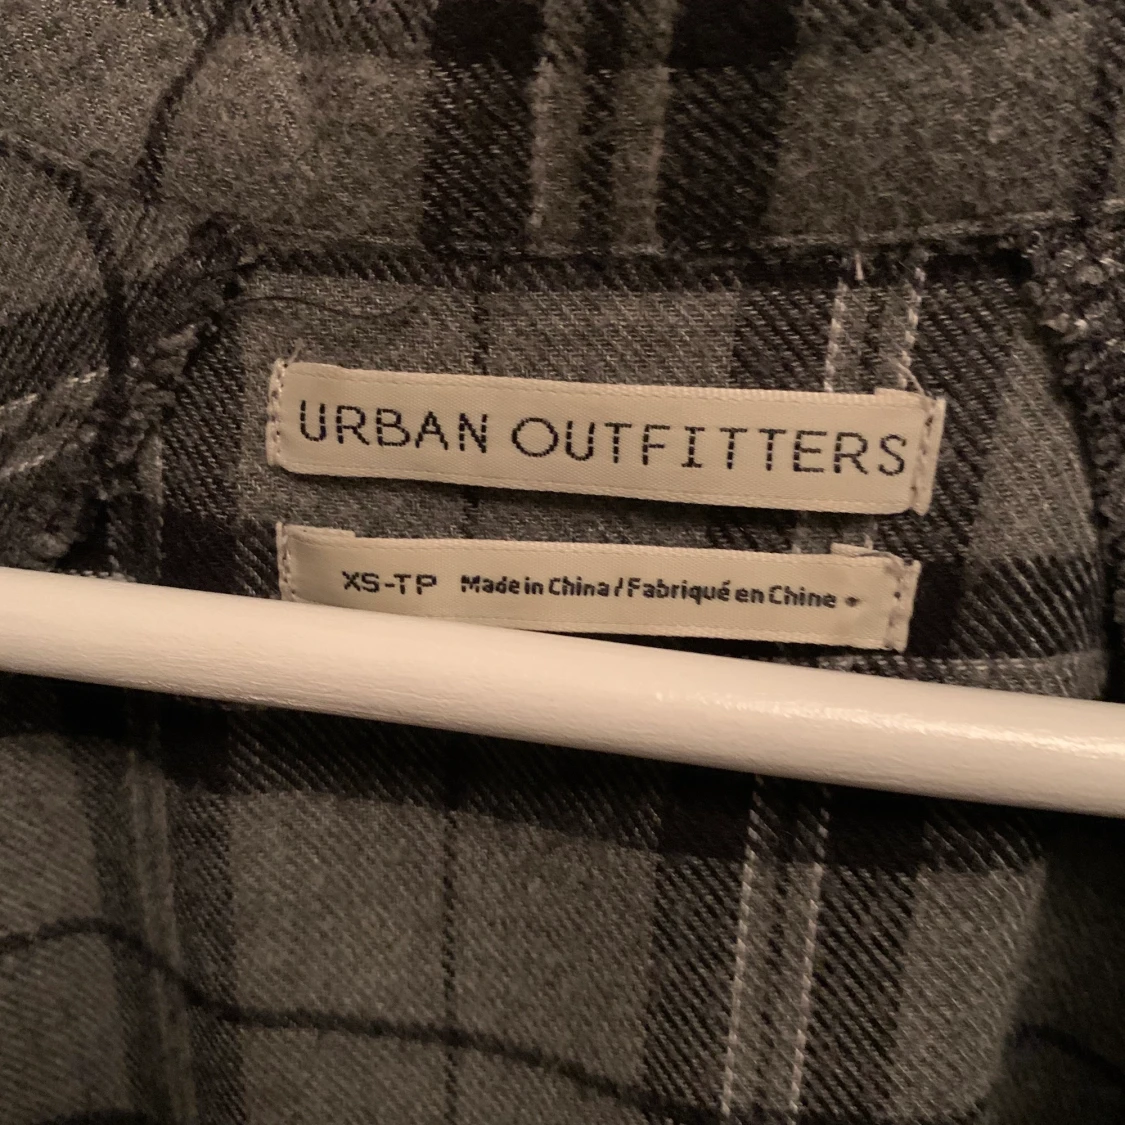 URBAN OUTFITTERS
XS-TP Made in China / Fabriqué en Chine